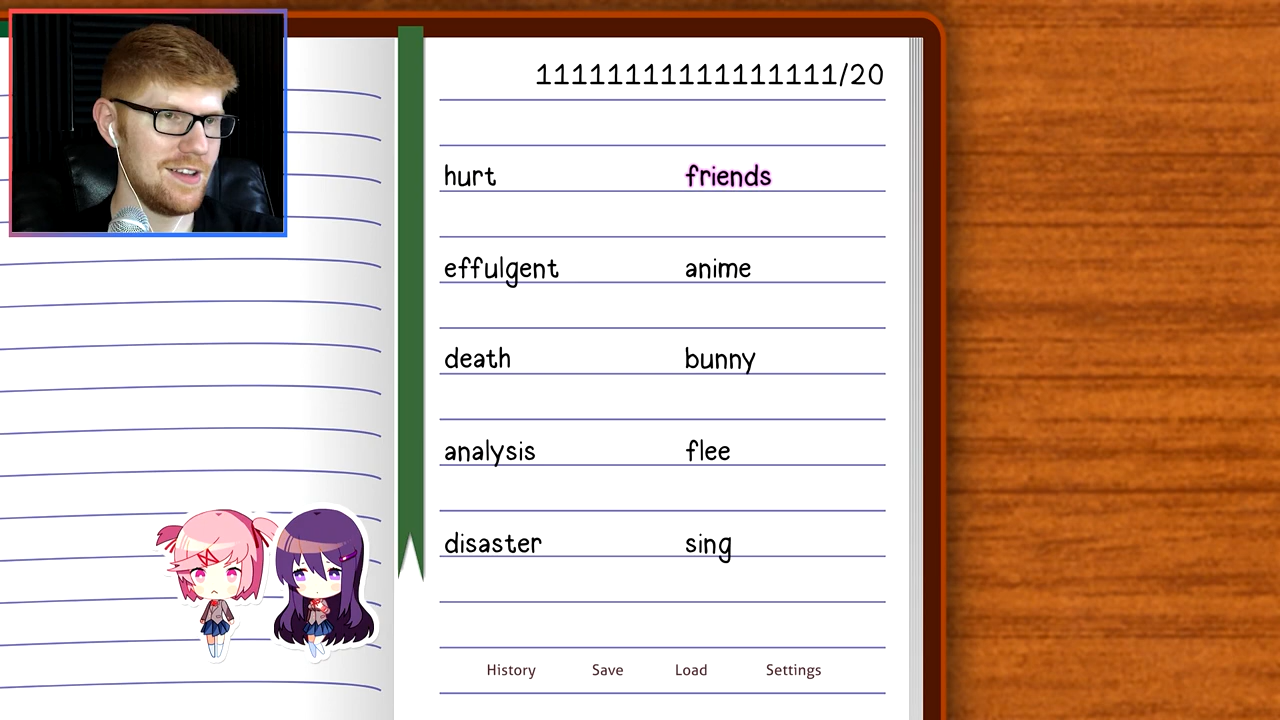 11111111111111111/20
hurt friends
effulgent anime
death bunny
analysis flee
disaster sing
History Save Load Settings